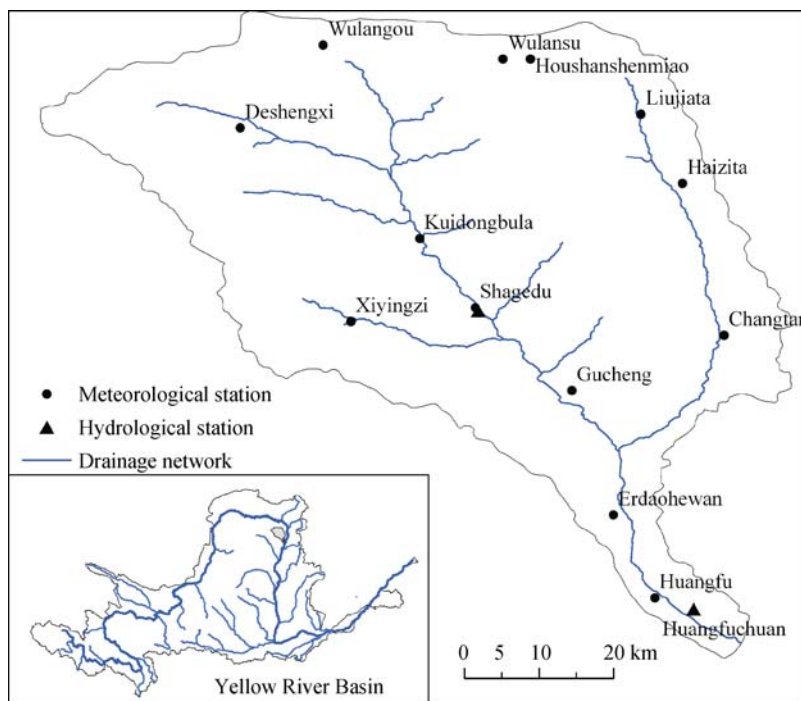 Wulangou
Wulansu
Houshanshenmiao
Liujiata
Deshengxi
Haizita
Kuidongbula
Shagedu
Xiyingzi
Changtan
Gucheng
Meteorological station
Hydrological station
Drainage network
Erdaohewan
Huangfu
Huangfuchuan
0 5 10 20 km
Yellow River Basin